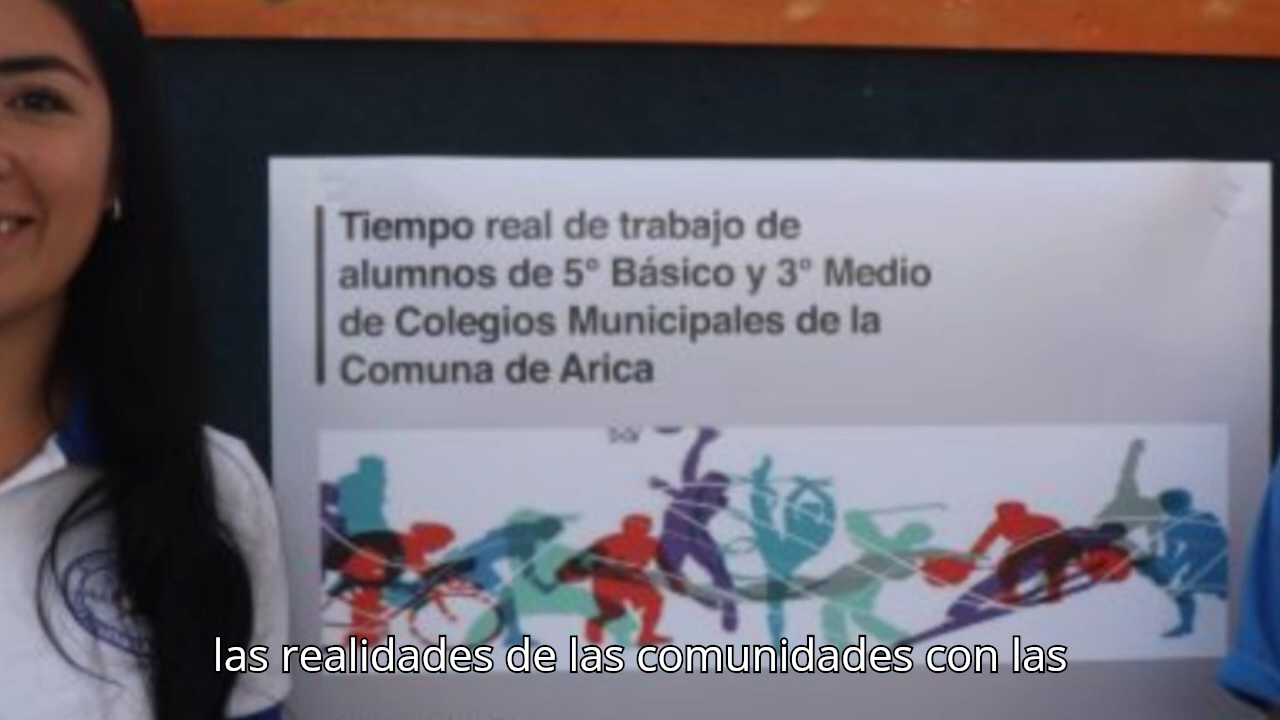 Tiempo real de trabajo de
alumnos de 5° Básico y 3° Medio
de Colegios Municipales de la
Comuna de Arica
las realidades de las comunidades con las